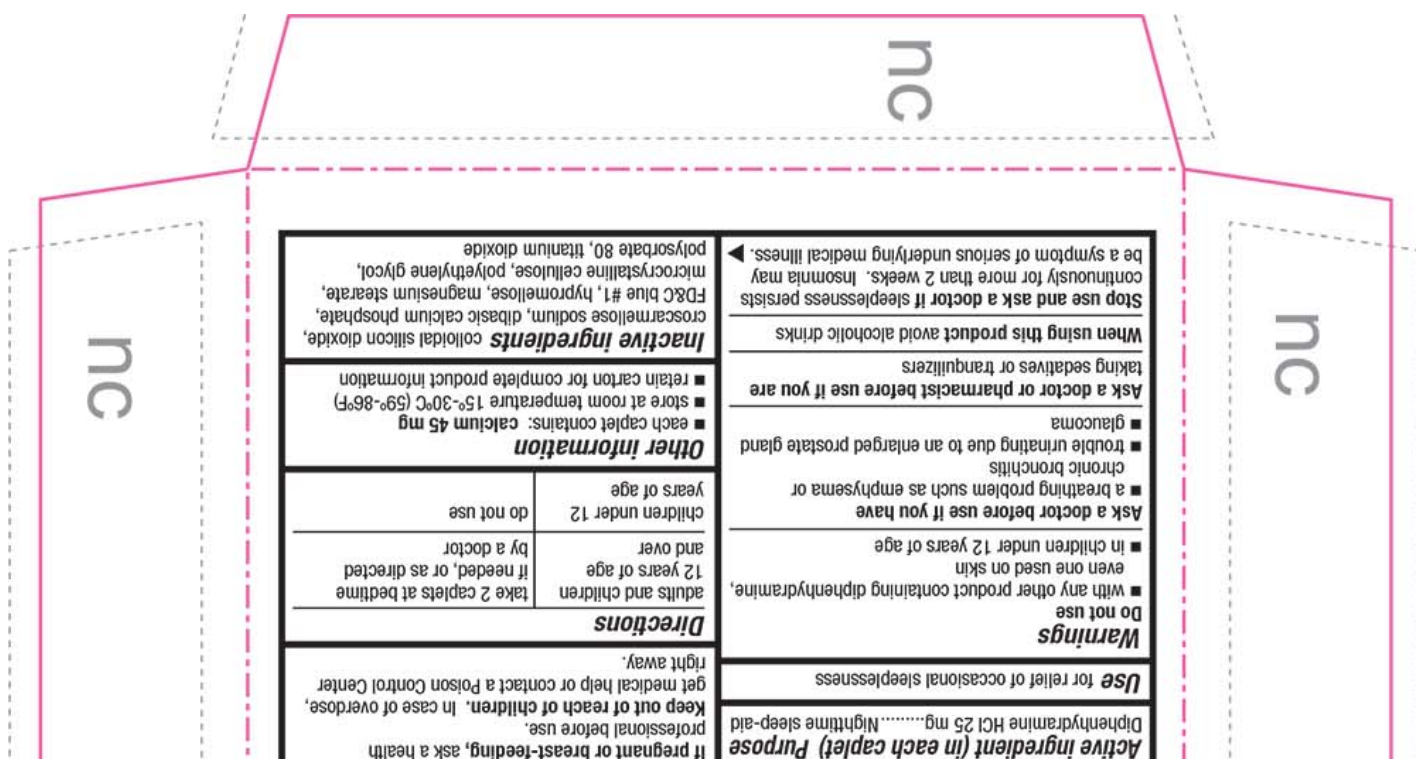 Active ingredient (in each caplet) Purpose
Diphenhydramine HCl 25 mg.........Nighttime sleep-aid
Use for relief of occasional sleeplessness
Warnings
Do not use
■ with any other product containing diphenhydramine,
even one used on skin
■ in children under 12 years of age
Ask a doctor before use if you have
■ a breathing problem such as emphysema or
chronic bronchitis
■ trouble urinating due to an enlarged prostate gland
■ glaucoma
Ask a doctor or pharmacist before use if you are
taking sedatives or tranquilizers
When using this product avoid alcoholic drinks
Stop use and ask a doctor if sleeplessness persists
continuously for more than 2 weeks. Insomnia may
be a symptom of serious underlying medical illness.
If pregnant or breast-feeding, ask a health
professional before use.
Keep out of reach of children. In case of overdose,
get medical help or contact a Poison Control Center
right away.
Directions
adults and children
12 years of age
and over
take 2 caplets at bedtime
if needed, or as directed
by a doctor
children under 12
years of age
do not use
Other information
■ each caplet contains: calcium 45 mg
■ store at room temperature 15º-30ºC (59º-86ºF)
■ retain carton for complete product information
Inactive ingredients colloidal silicon dioxide,
croscarmellose sodium, dibasic calcium phosphate,
FD&C blue #1, hypromellose, magnesium stearate,
microcrystalline cellulose, polyethylene glycol,
polysorbate 80, titanium dioxide
nc
nc
nc